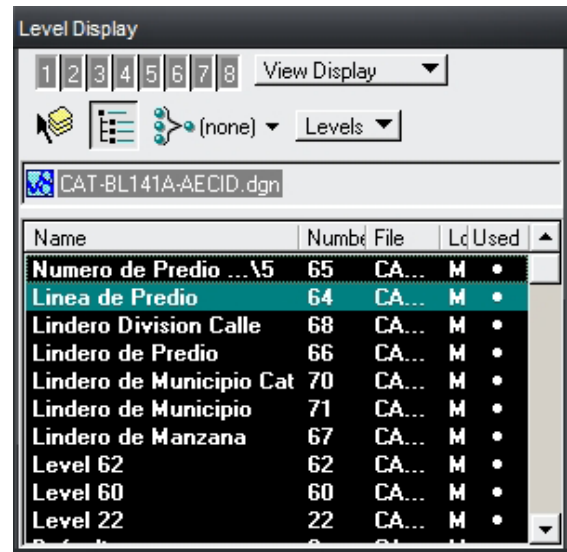 Level Display
1 2 3 4 5 6 7 8 View Display
(none) Levels
CAT-BL141A-AECID.dgn
Name Numbe File Lo Used
Numero de Predio ...\5 65 CA... M •
Linea de Predio 64 CA... M •
Lindero Division Calle 68 CA... M •
Lindero de Predio 66 CA... M •
Lindero de Municipio Cat 70 CA... M •
Lindero de Municipio 71 CA... M •
Lindero de Manzana 67 CA... M •
Level 62 62 CA... M •
Level 60 60 CA... M •
Level 22 22 CA... M •